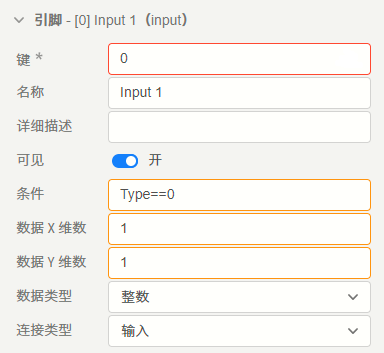 引脚 - [0] Input 1（input）
键 * 0
名称 Input 1
详细描述
可见 开
条件 Type==0
数据 X 维数 1
数据 Y 维数 1
数据类型 整数
连接类型 输入